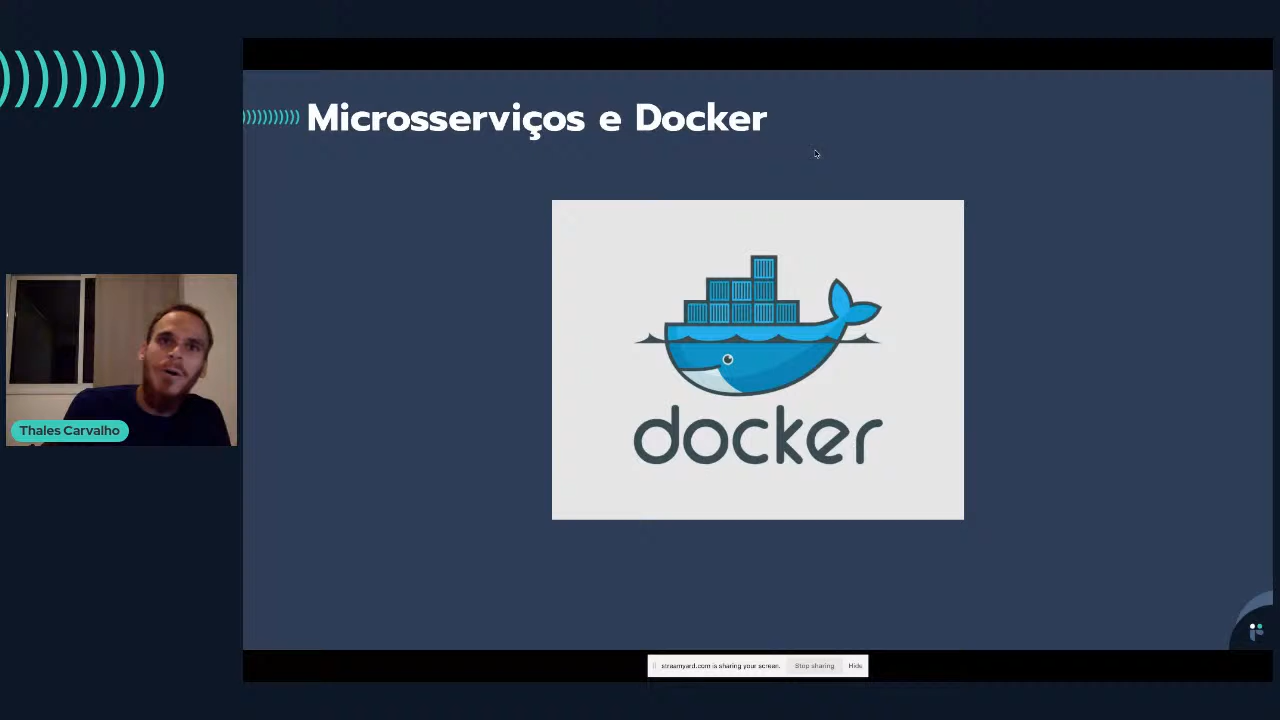 Microsserviços e Docker
docker
Thales Carvalho
streamyard.com is sharing your screen.
Stop sharing
Hide